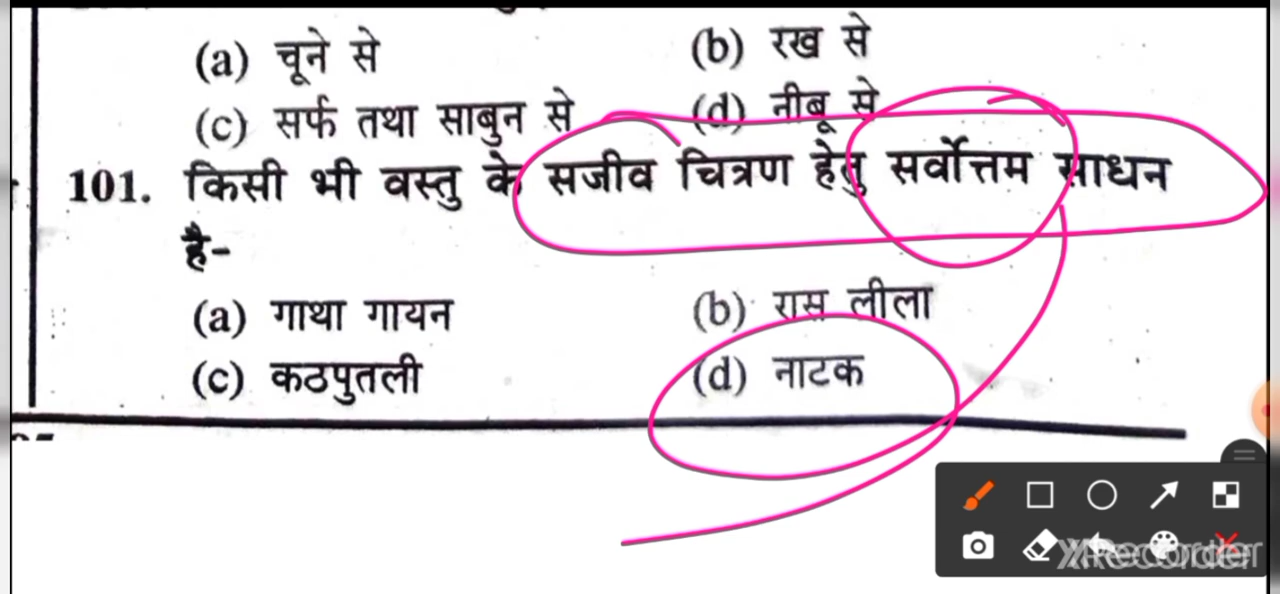 (a) चूने से (b) रख से
(c) सर्फ तथा साबुन से (d) नीबू से
101. किसी भी वस्तु के सजीव चित्रण हेतु सर्वोत्तम साधन
है-
(a) गाथा गायन (b) रास लीला
(c) कठपुतली (d) नाटक
XRecorder